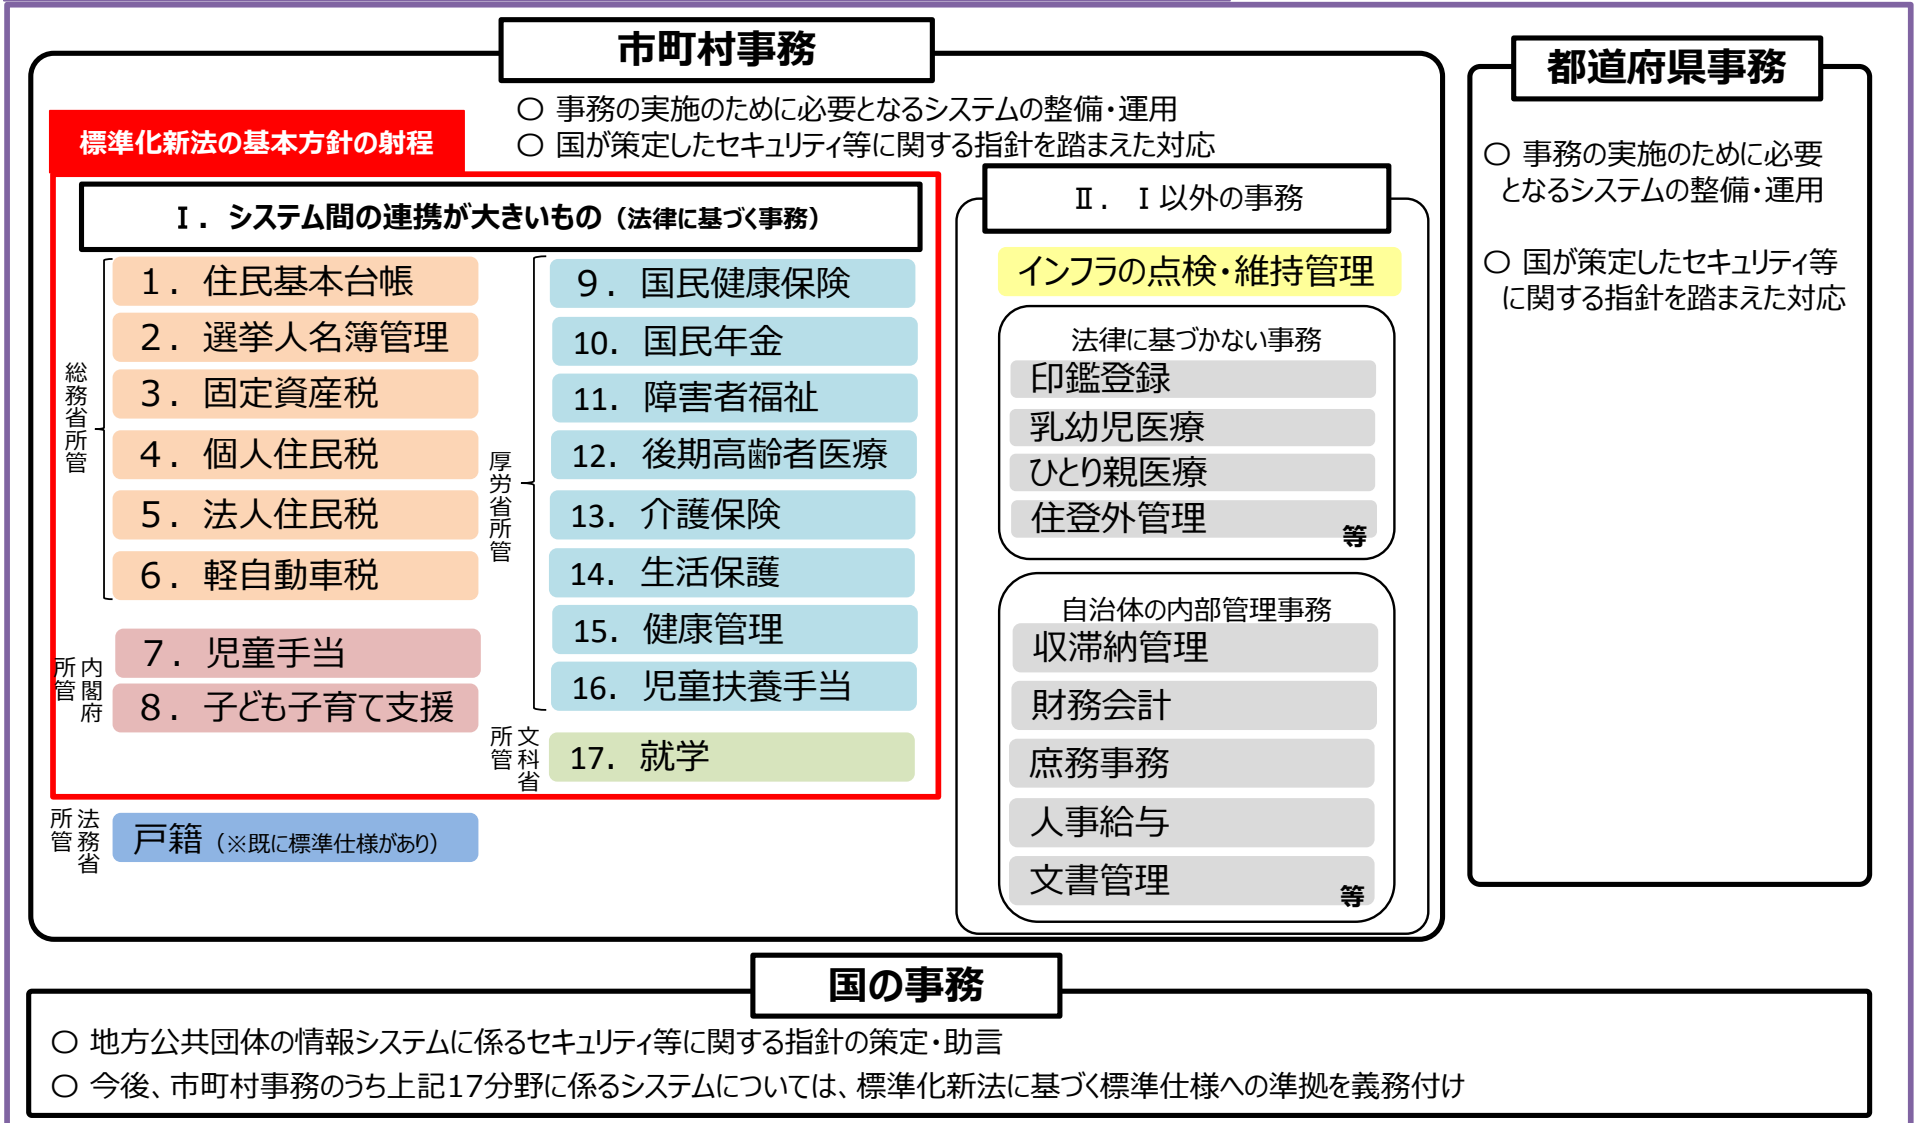 市町村事務
〇 事務の実施のために必要となるシステムの整備・運用
〇 国が策定したセキュリティ等に関する指針を踏まえた対応
標準化新法の基本方針の射程
Ⅰ．システム間の連携が大きいもの（法律に基づく事務）
総務省所管
１．住民基本台帳
２．選挙人名簿管理
３．固定資産税
４．個人住民税
５．法人住民税
６．軽自動車税
内閣府
所管
７．児童手当
８．子ども子育て支援
厚労省所管
９．国民健康保険
10．国民年金
11．障害者福祉
12．後期高齢者医療
13．介護保険
14．生活保護
15．健康管理
16．児童扶養手当
文科省
所管
17．就学
法務省
所管
戸籍（※既に標準仕様があり）
Ⅱ．Ⅰ以外の事務
インフラの点検・維持管理
法律に基づかない事務
印鑑登録
乳幼児医療
ひとり親医療
住登外管理
等
自治体の内部管理事務
収滞納管理
財務会計
庶務事務
人事給与
文書管理
等
都道府県事務
〇 事務の実施のために必要
となるシステムの整備・運用
〇 国が策定したセキュリティ等
に関する指針を踏まえた対応
国の事務
〇 地方公共団体の情報システムに係るセキュリティ等に関する指針の策定・助言
〇 今後、市町村事務のうち上記17分野に係るシステムについては、標準化新法に基づく標準仕様への準拠を義務付け